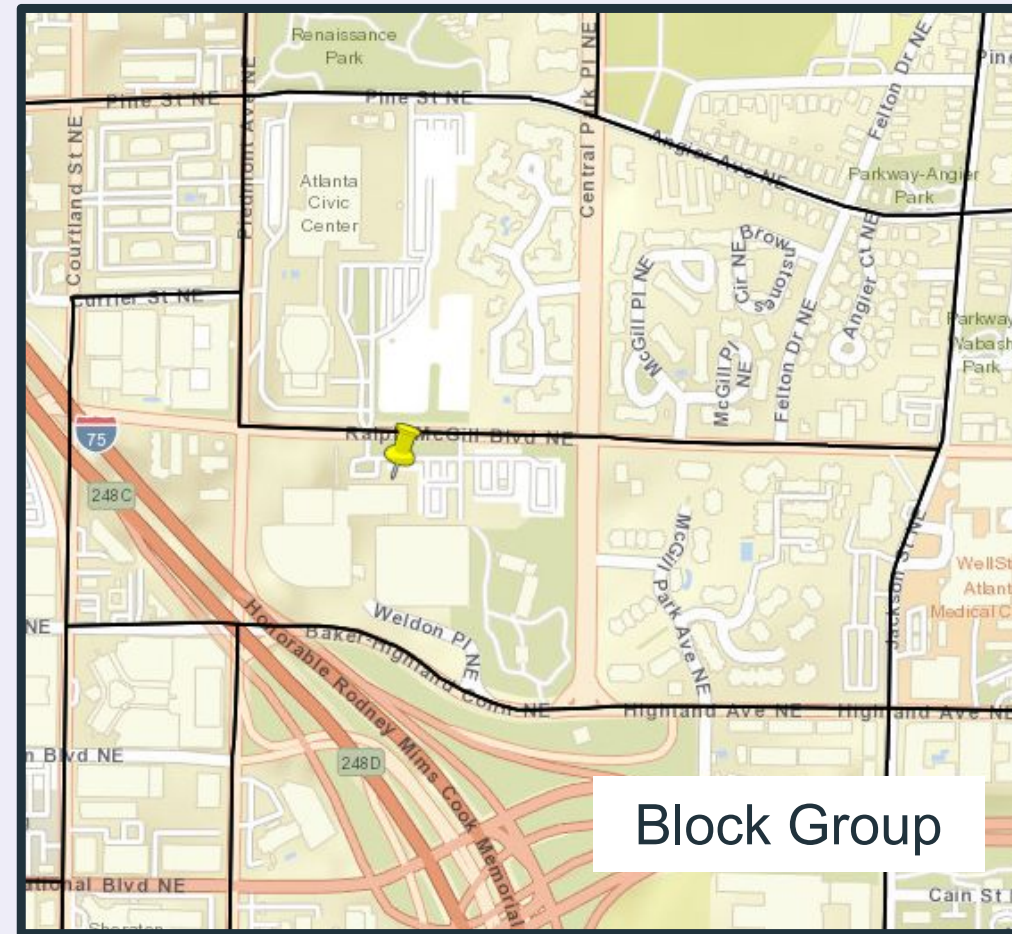 Renaissance
Park
Pine St NE
Pine St NE
Courtland St NE
Piedmont Ave NE
Central Park Pl NE
Felton Dr NE
Pine
Angier Ave NE
Parkway-Angier
Park
Atlanta
Civic
Center
Currier St NE
McGill Pl NE
Brow
nstones
Cir NE
Angier Ct NE
McGill Pl
NE
Felton Dr NE
Parkway
Wabash
Park
75
Ralph McGill Blvd NE
248C
McGill Park Ave NE
Jackson St NE
WellSt
Atlant
Medical C
NE
Weldon Pl NE
Baker-Highland Conn NE
Honorable Rodney Mims Cook Memorial
Highland Ave NE
Highland Ave NE
n Blvd NE
248D
Block Group
ational Blvd NE
Cain St
Sheraton